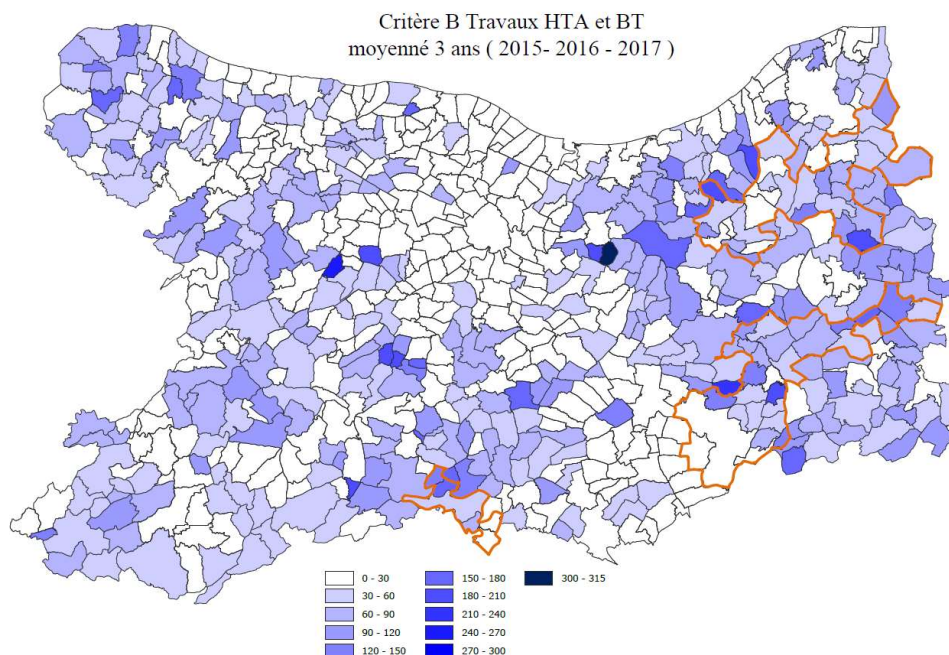 Critère B Travaux HTA et BT
moyenné 3 ans ( 2015- 2016 - 2017 )
0 - 30
30 - 60
60 - 90
90 - 120
120 - 150
150 - 180
180 - 210
210 - 240
240 - 270
270 - 300
300 - 315